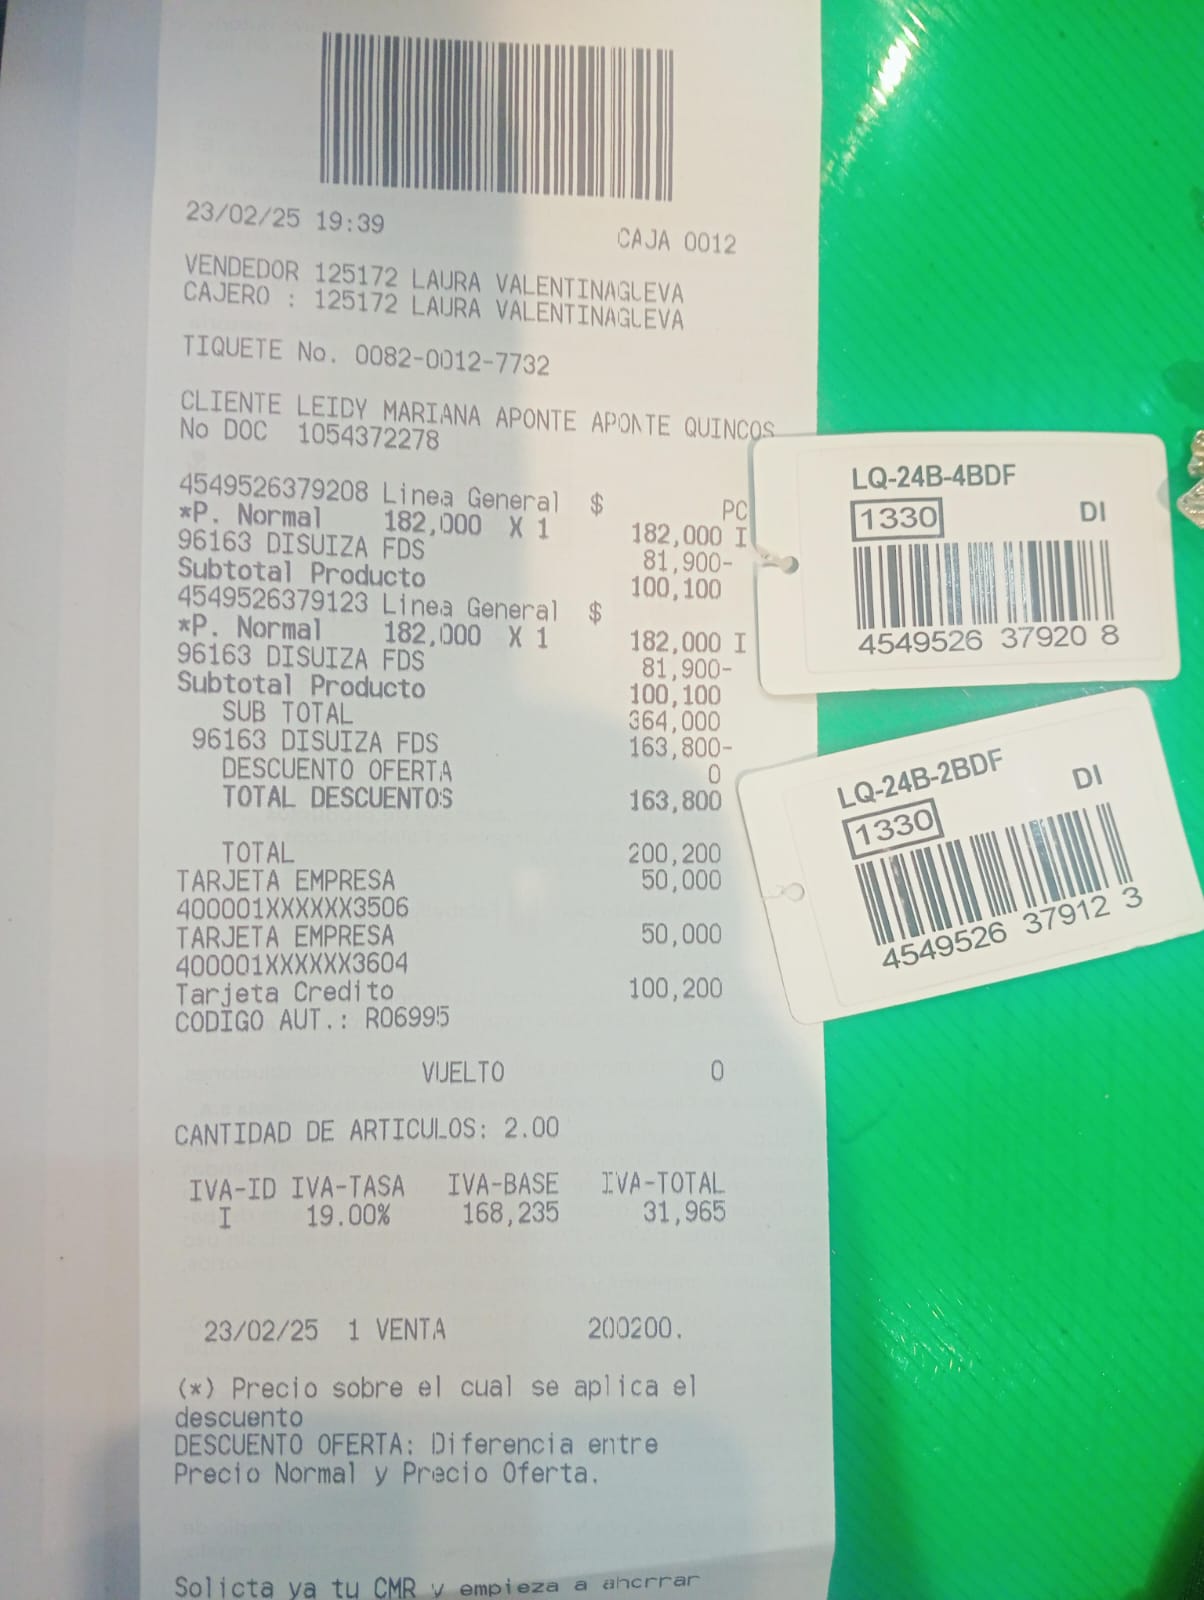 23/02/25 19:39 CAJA 0012
VENDEDOR 125172 LAURA VALENTINAGUEVA
CAJERO : 125172 LAURA VALENTINAGUEVA
TIQUETE No. 0082-0012-7732
CLIENTE LEIDY MARIANA APONTE APONTE QUINCOS
No DOC 1054372278
4549526379208 Linea General $ PC
*P. Normal 182,000 X 1 182,000 I
96163 DISUIZA FDS 81,900-
Subtotal Producto 100,100
4549526379123 Linea General $
*P. Normal 182,000 X 1 182,000 I
96163 DISUIZA FDS 81,900-
Subtotal Producto 100,100
SUB TOTAL 364,000
96163 DISUIZA FDS 163,800-
DESCUENTO OFERTA 0
TOTAL DESCUENTOS 163,800
TOTAL 200,200
TARJETA EMPRESA 50,000
400001XXXXXX3506
TARJETA EMPRESA 50,000
400001XXXXXX3604
Tarjeta Credito 100,200
CODIGO AUT.: R06995
VUELTO 0
CANTIDAD DE ARTICULOS: 2.00
IVA-ID IVA-TASA IVA-BASE IVA-TOTAL
I 19.00% 168,235 31,965
23/02/25 1 VENTA 200200.
(*) Precio sobre el cual se aplica el
descuento
DESCUENTO OFERTA: Diferencia entre
Precio Normal y Precio Oferta.
Solicta ya tu CMR y empieza a ahorrar
LQ-24B-4BDF
1330 DI
4549526 37920 8
LQ-24B-2BDF
1330 DI
4549526 37912 3